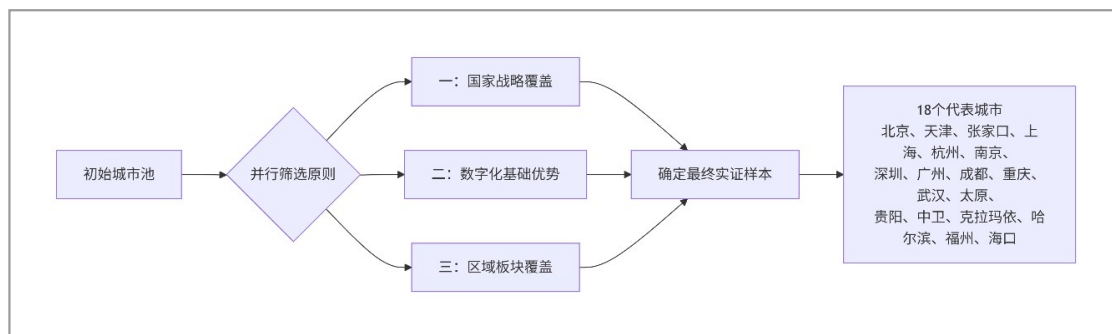 初始城市池
并行筛选原则
一：国家战略覆盖
二：数字化基础优势
三：区域板块覆盖
确定最终实证样本
18个代表城市
北京、天津、张家口、上
海、杭州、南京、
深圳、广州、成都、重庆、
武汉、太原、
贵阳、中卫、克拉玛依、哈
尔滨、福州、海口